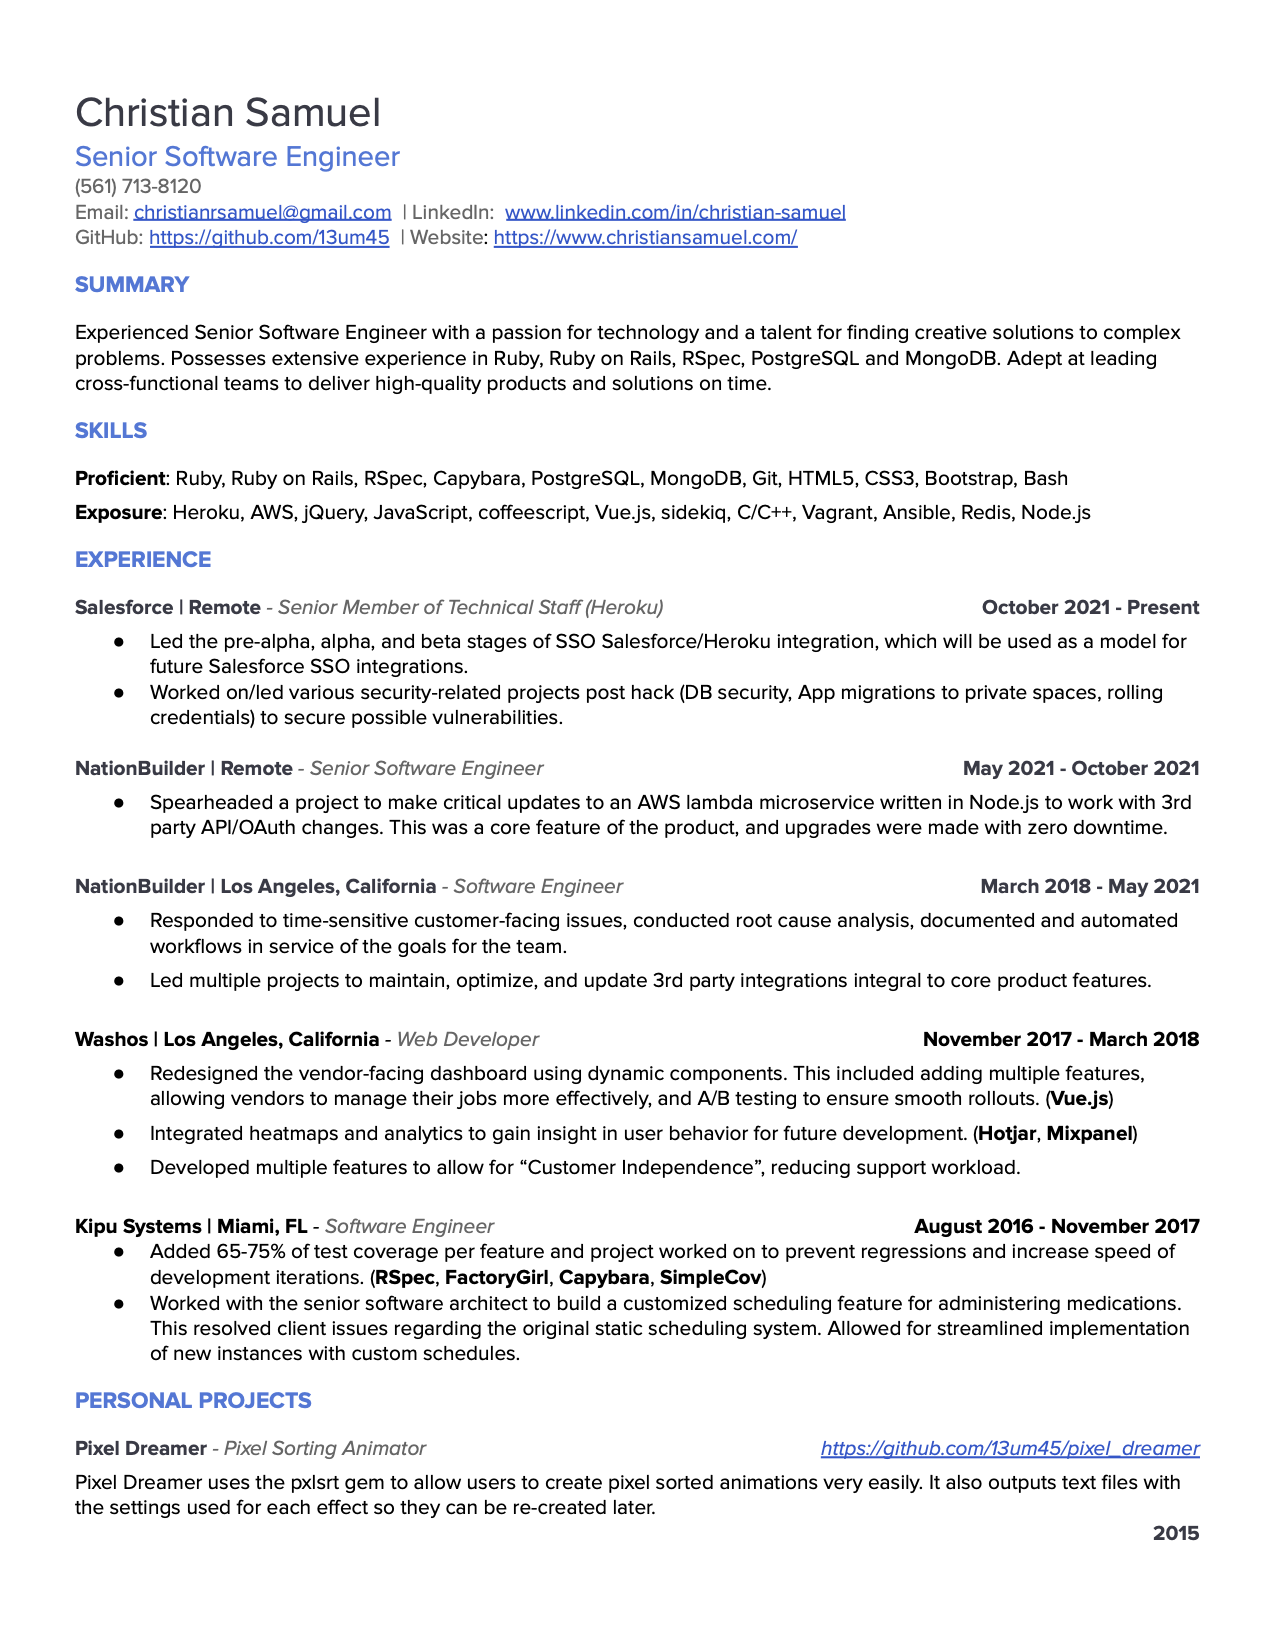 Christian Samuel
Senior Software Engineer
(561) 713-8120
Email: christianrsamuel@gmail.com | LinkedIn: www.linkedin.com/in/christian-samuel
GitHub: https://github.com/13um45 | Website: https://www.christiansamuel.com/
SUMMARY
Experienced Senior Software Engineer with a passion for technology and a talent for finding creative solutions to complex
problems. Possesses extensive experience in Ruby, Ruby on Rails, RSpec, PostgreSQL and MongoDB. Adept at leading
cross-functional teams to deliver high-quality products and solutions on time.
SKILLS
Proficient: Ruby, Ruby on Rails, RSpec, Capybara, PostgreSQL, MongoDB, Git, HTML5, CSS3, Bootstrap, Bash
Exposure: Heroku, AWS, jQuery, JavaScript, coffeescript, Vue.js, sidekiq, C/C++, Vagrant, Ansible, Redis, Node.js
EXPERIENCE
Salesforce | Remote - Senior Member of Technical Staff (Heroku) October 2021 - Present
● Led the pre-alpha, alpha, and beta stages of SSO Salesforce/Heroku integration, which will be used as a model for
future Salesforce SSO integrations.
● Worked on/led various security-related projects post hack (DB security, App migrations to private spaces, rolling
credentials) to secure possible vulnerabilities.
NationBuilder | Remote - Senior Software Engineer May 2021 - October 2021
● Spearheaded a project to make critical updates to an AWS lambda microservice written in Node.js to work with 3rd
party API/OAuth changes. This was a core feature of the product, and upgrades were made with zero downtime.
NationBuilder | Los Angeles, California - Software Engineer March 2018 - May 2021
● Responded to time-sensitive customer-facing issues, conducted root cause analysis, documented and automated
workflows in service of the goals for the team.
● Led multiple projects to maintain, optimize, and update 3rd party integrations integral to core product features.
Washos | Los Angeles, California - Web Developer November 2017 - March 2018
● Redesigned the vendor-facing dashboard using dynamic components. This included adding multiple features,
allowing vendors to manage their jobs more effectively, and A/B testing to ensure smooth rollouts. (Vue.js)
● Integrated heatmaps and analytics to gain insight in user behavior for future development. (Hotjar, Mixpanel)
● Developed multiple features to allow for “Customer Independence”, reducing support workload.
Kipu Systems | Miami, FL - Software Engineer August 2016 - November 2017
● Added 65-75% of test coverage per feature and project worked on to prevent regressions and increase speed of
development iterations. (RSpec, FactoryGirl, Capybara, SimpleCov)
● Worked with the senior software architect to build a customized scheduling feature for administering medications.
This resolved client issues regarding the original static scheduling system. Allowed for streamlined implementation
of new instances with custom schedules.
PERSONAL PROJECTS
Pixel Dreamer - Pixel Sorting Animator https://github.com/13um45/pixel_dreamer
Pixel Dreamer uses the pxlsrt gem to allow users to create pixel sorted animations very easily. It also outputs text files with
the settings used for each effect so they can be re-created later.
2015